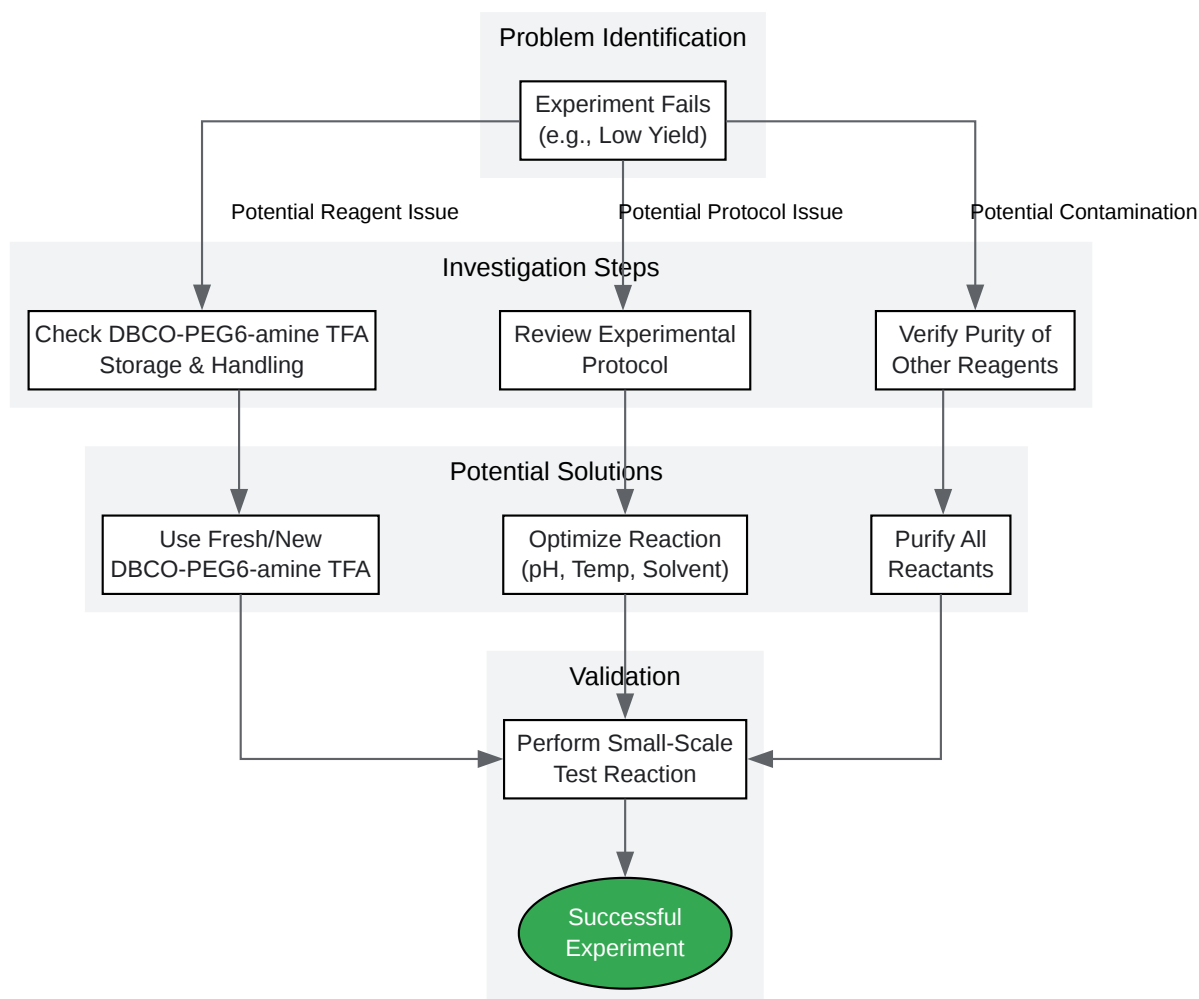 Problem Identification
Experiment Fails
(e.g., Low Yield)
Potential Reagent Issue
Potential Protocol Issue
Potential Contamination
Investigation Steps
Check DBCO-PEG6-amine TFA
Storage & Handling
Review Experimental
Protocol
Verify Purity of
Other Reagents
Potential Solutions
Use Fresh/New
DBCO-PEG6-amine TFA
Optimize Reaction
(pH, Temp, Solvent)
Purify All
Reactants
Validation
Perform Small-Scale
Test Reaction
Successful
Experiment